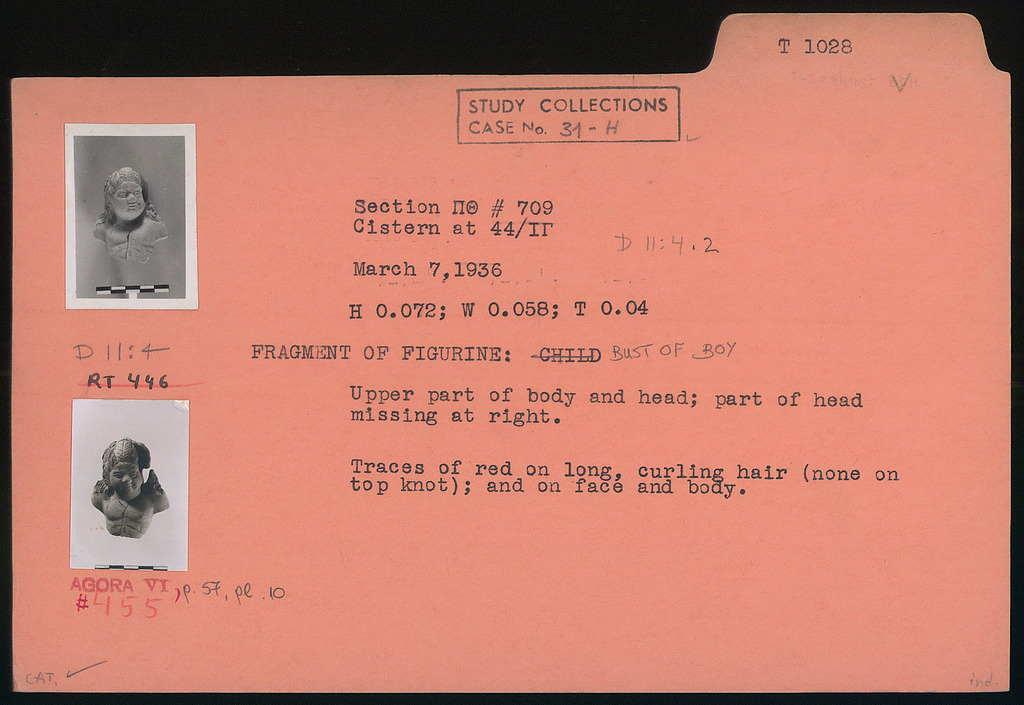 T 1028
STUDY COLLECTIONS
CASE No. 31-H
Section ΠΘ # 709
Cistern at 44/ΙΓ
D 11:4.2
March 7,1936
H 0.072; W 0.058; T 0.04
D 11:4
RT 446
FRAGMENT OF FIGURINE: CHILD BUST OF BOY
Upper part of body and head; part of head
missing at right.
Traces of red on long, curling hair (none on
top knot); and on face and body.
AGORA VI, p. 57, pl. 10
#455
CAT. ✓
ind.